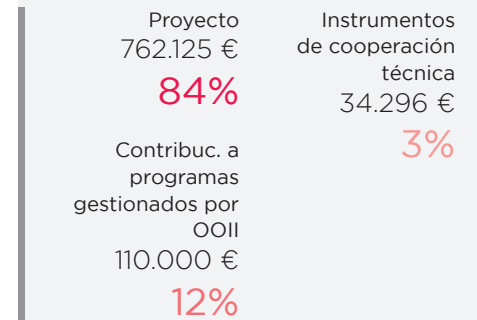 Proyecto
762.125 €
84%
Contribuc. a
programas
gestionados por
OOII
110.000 €
12%
Instrumentos
de cooperación
técnica
34.296 €
3%